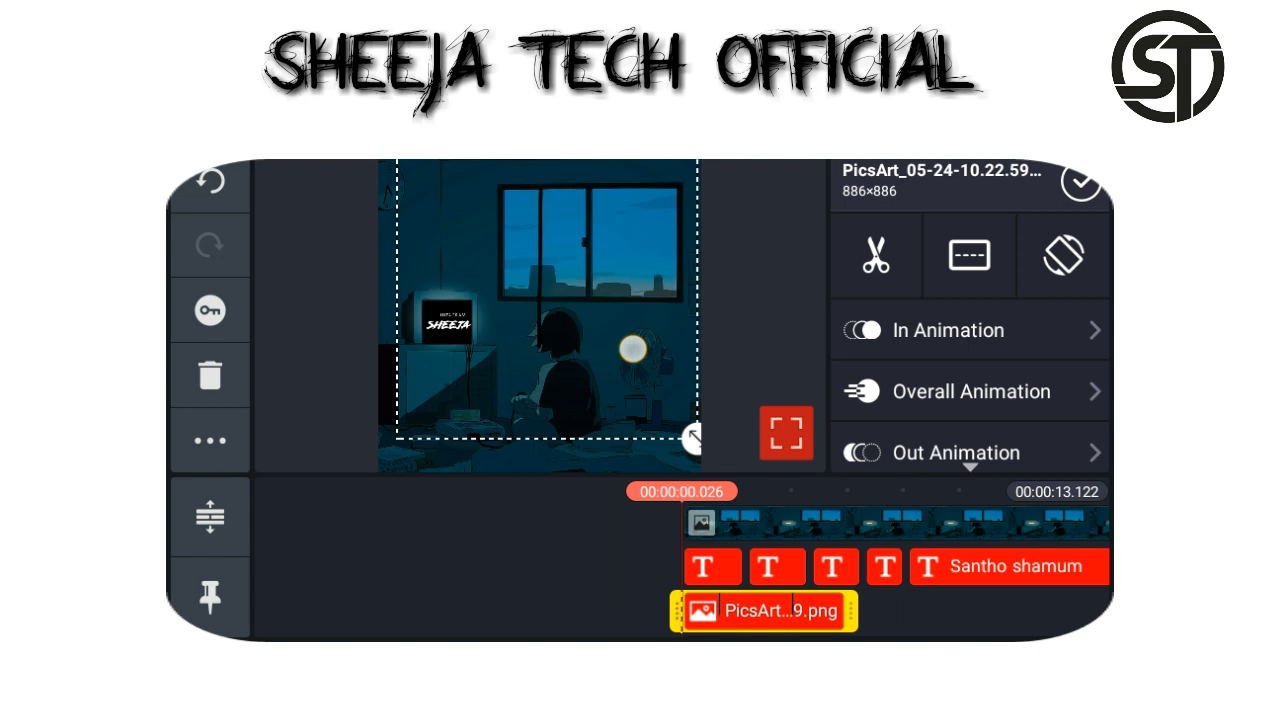 SHEEJA TECH OFFICIAL
ST
PicsArt_05-24-10.22.59...
886×886
In Animation
Overall Animation
Out Animation
SHEEJA
00:00:00.026
00:00:13.122
T
T
T
T
T Santho shamum
PicsArt...9.png